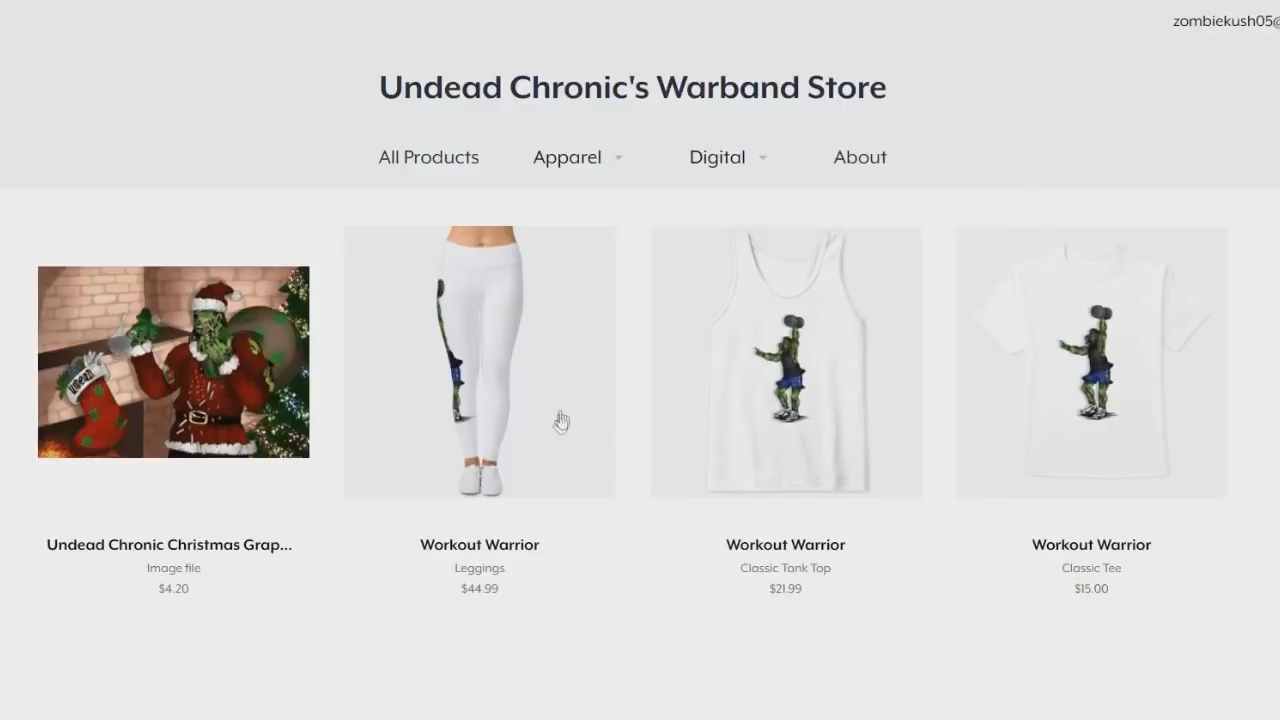 zombiekush05@
Undead Chronic's Warband Store
All Products Apparel Digital About
undead
Undead Chronic Christmas Grap...
Image file
$4.20
Workout Warrior
Leggings
$44.99
Workout Warrior
Classic Tank Top
$21.99
Workout Warrior
Classic Tee
$15.00